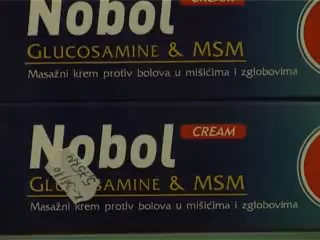 Nobol CREAM
GLUCOSAMINE & MSM
Masažni krem protiv bolova u mišićima i zglobovima
Nobol CREAM
GLUCOSAMINE & MSM
Masažni krem protiv bolova u mišićima i zglobovima